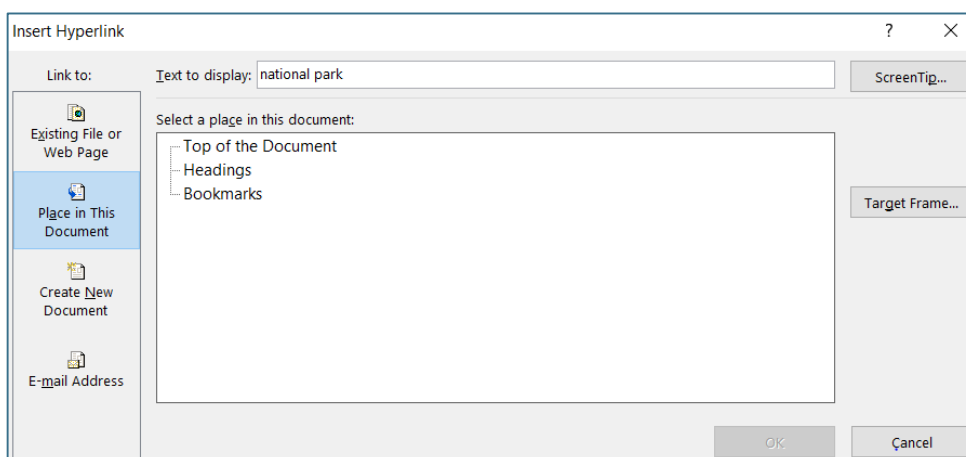 Insert Hyperlink
?
Link to:
Text to display: national park
ScreenTip...
Existing File or
Web Page
Select a place in this document:
Top of the Document
Headings
Bookmarks
Place in This
Document
Target Frame...
Create New
Document
E-mail Address
OK
Cancel